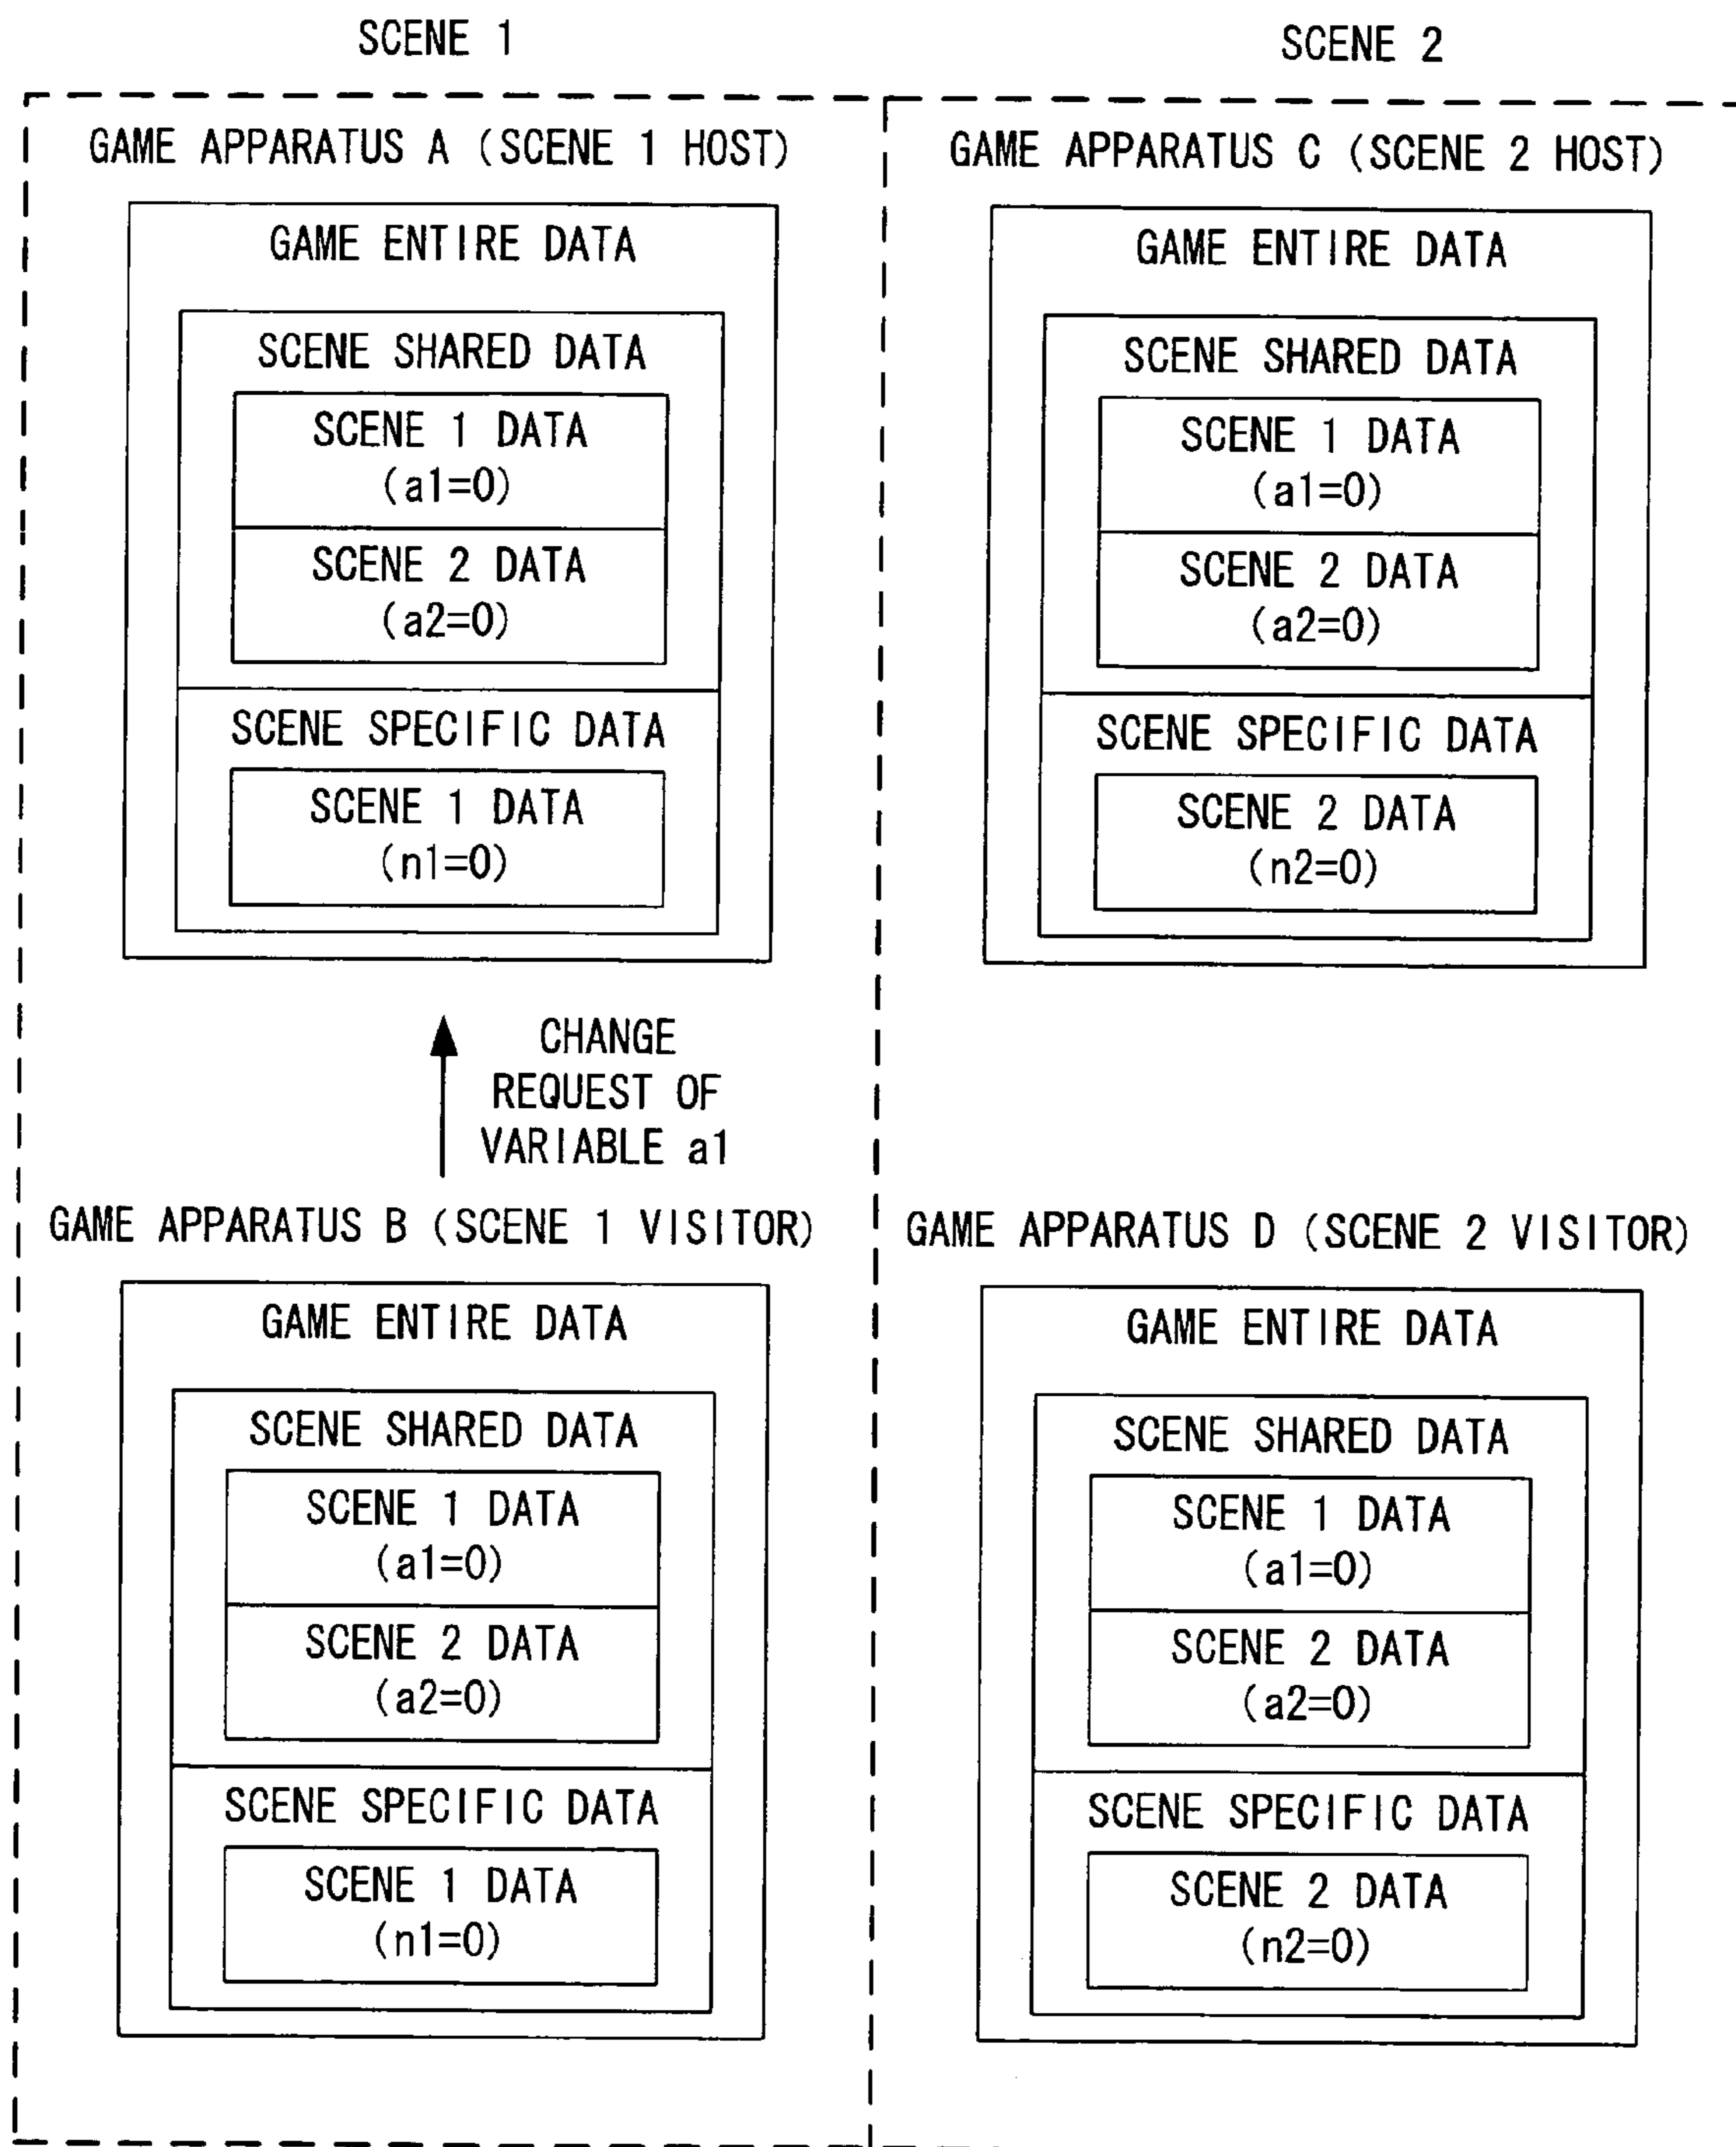 SCENE 1
SCENE 2
GAME APPARATUS A (SCENE 1 HOST)
GAME ENTIRE DATA
SCENE SHARED DATA
SCENE 1 DATA
(a1=0)
SCENE 2 DATA
(a2=0)
SCENE SPECIFIC DATA
SCENE 1 DATA
(n1=0)
GAME APPARATUS C (SCENE 2 HOST)
GAME ENTIRE DATA
SCENE SHARED DATA
SCENE 1 DATA
(a1=0)
SCENE 2 DATA
(a2=0)
SCENE SPECIFIC DATA
SCENE 2 DATA
(n2=0)
CHANGE
REQUEST OF
VARIABLE a1
GAME APPARATUS B (SCENE 1 VISITOR)
GAME ENTIRE DATA
SCENE SHARED DATA
SCENE 1 DATA
(a1=0)
SCENE 2 DATA
(a2=0)
SCENE SPECIFIC DATA
SCENE 1 DATA
(n1=0)
GAME APPARATUS D (SCENE 2 VISITOR)
GAME ENTIRE DATA
SCENE SHARED DATA
SCENE 1 DATA
(a1=0)
SCENE 2 DATA
(a2=0)
SCENE SPECIFIC DATA
SCENE 2 DATA
(n2=0)